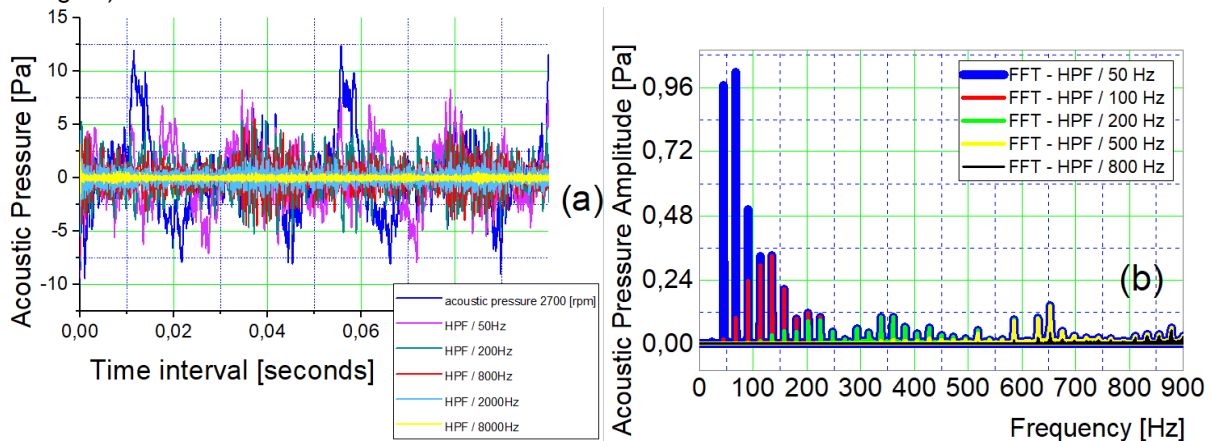 15
10
5
0
-5
-10
Acoustic Pressure [Pa]
0,00
0,02
0,04
0,06
Time interval [seconds]
(a)
acoustic pressure 2700 [rpm]
HPF / 50Hz
HPF / 200Hz
HPF / 800Hz
HPF / 2000Hz
HPF / 8000Hz
Acoustic Pressure Amplitude [Pa]
0,96
0,72
0,48
0,24
0,00
FFT - HPF / 50 Hz
FFT - HPF / 100 Hz
FFT - HPF / 200 Hz
FFT - HPF / 500 Hz
FFT - HPF / 800 Hz
(b)
0 100 200 300 400 500 600 700 800 900
Frequency [Hz]